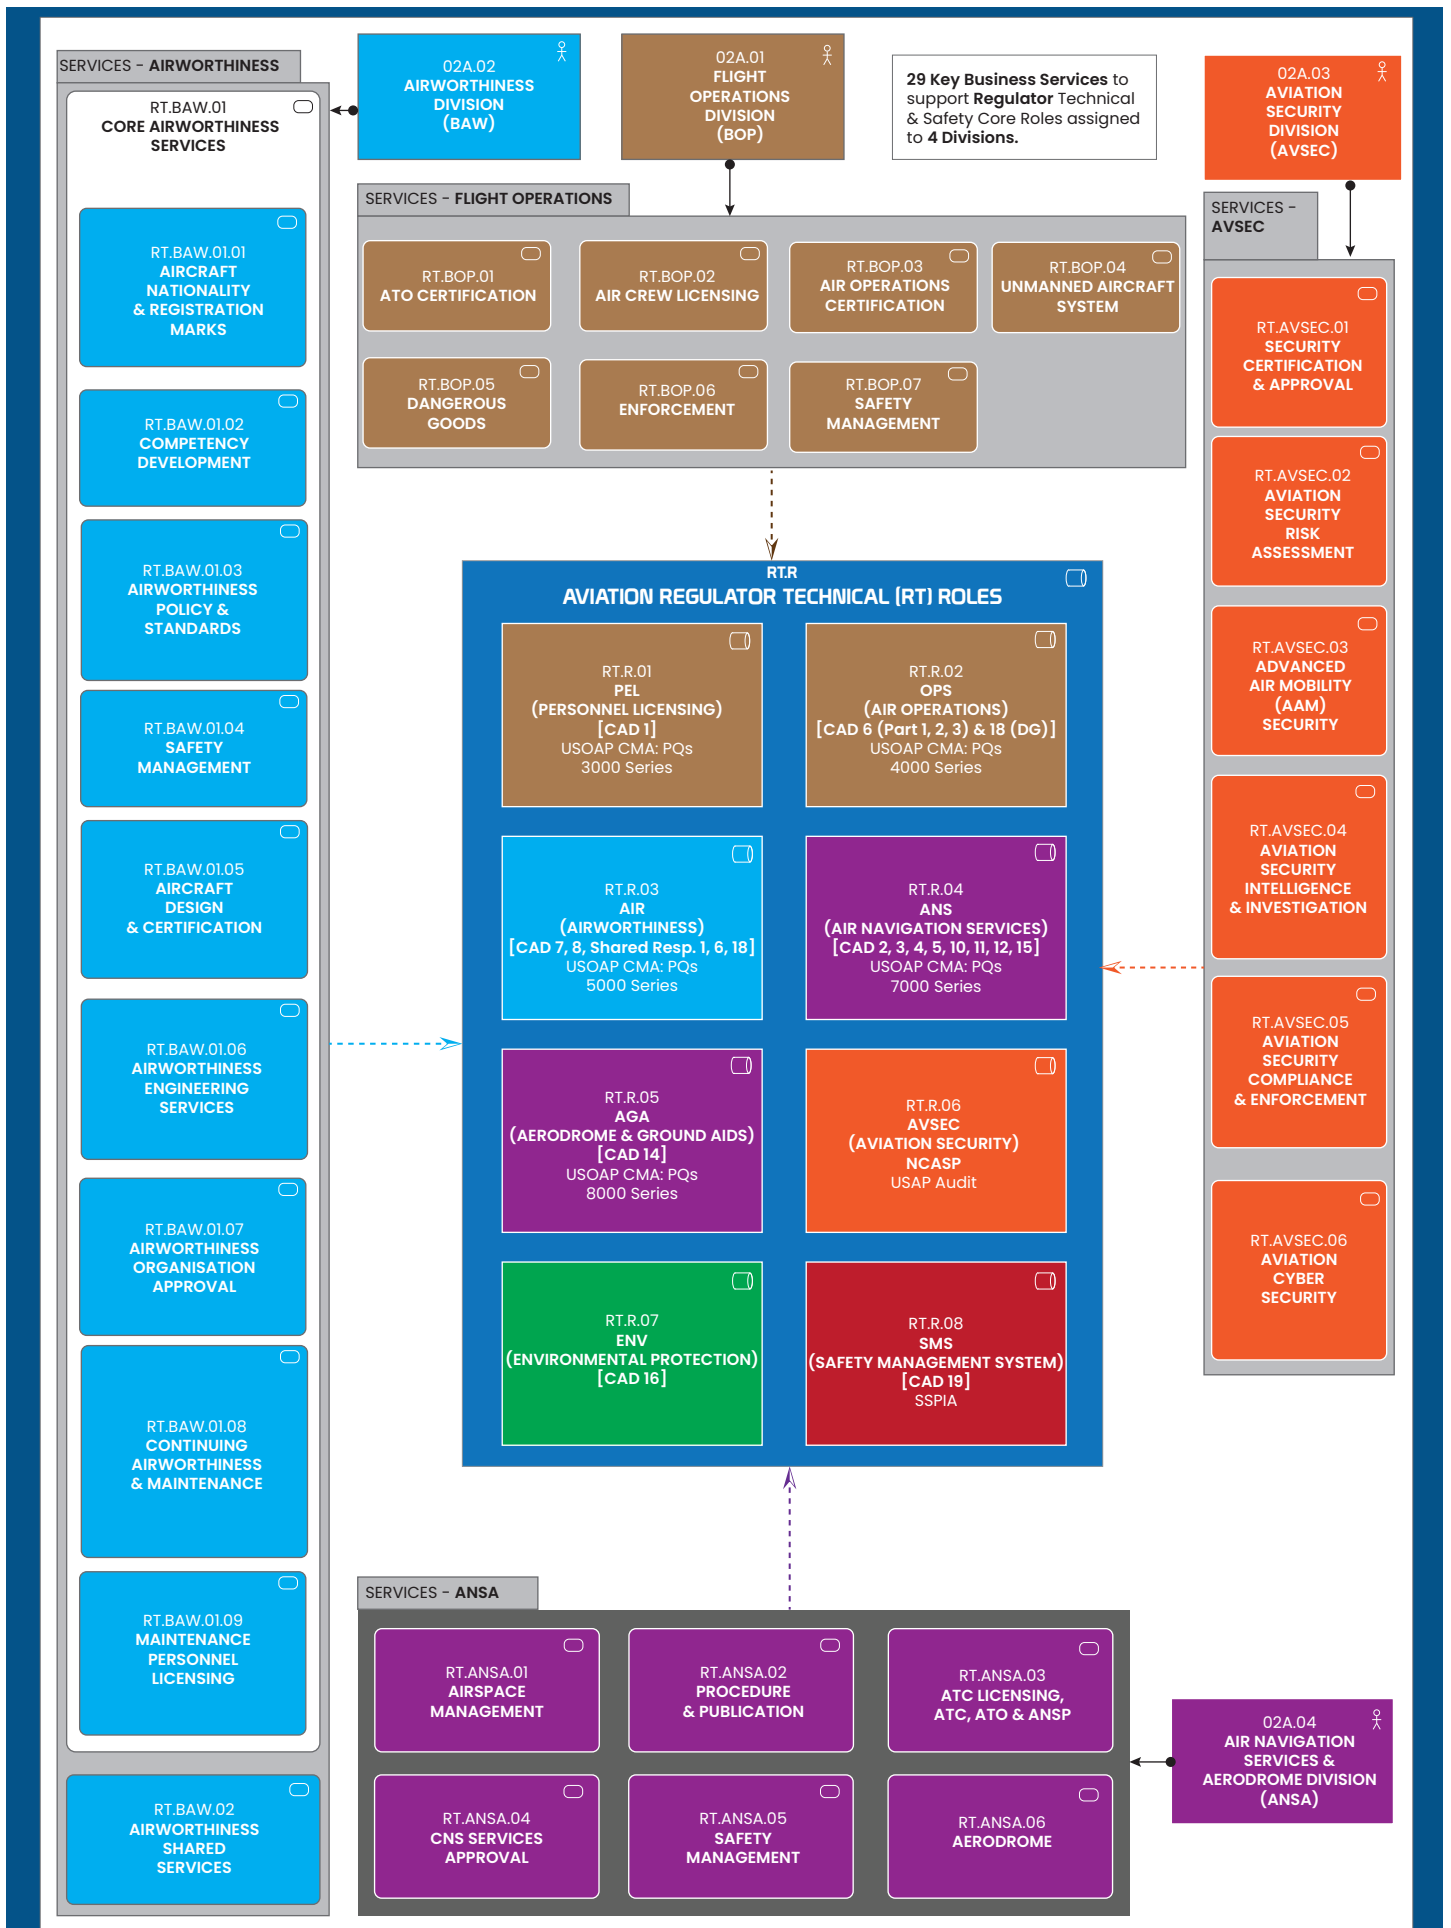 SERVICES - AIRWORTHINESS
RT.BAW.01
CORE AIRWORTHINESS
SERVICES
RT.BAW.01.01
AIRCRAFT
NATIONALITY
& REGISTRATION
MARKS
RT.BAW.01.02
COMPETENCY
DEVELOPMENT
RT.BAW.01.03
AIRWORTHINESS
POLICY &
STANDARDS
RT.BAW.01.04
SAFETY
MANAGEMENT
RT.BAW.01.05
AIRCRAFT
DESIGN
& CERTIFICATION
RT.BAW.01.06
AIRWORTHINESS
ENGINEERING
SERVICES
RT.BAW.01.07
AIRWORTHINESS
ORGANISATION
APPROVAL
RT.BAW.01.08
CONTINUING
AIRWORTHINESS
& MAINTENANCE
RT.BAW.01.09
MAINTENANCE
PERSONNEL
LICENSING
RT.BAW.02
AIRWORTHINESS
SHARED
SERVICES
02A.02
AIRWORTHINESS
DIVISION
(BAW)
02A.01
FLIGHT
OPERATIONS
DIVISION
(BOP)
29 Key Business Services to
support Regulator Technical
& Safety Core Roles assigned
to 4 Divisions.
02A.03
AVIATION
SECURITY
DIVISION
(AVSEC)
SERVICES - FLIGHT OPERATIONS
RT.BOP.01
ATO CERTIFICATION
RT.BOP.02
AIR CREW LICENSING
RT.BOP.03
AIR OPERATIONS
CERTIFICATION
RT.BOP.04
UNMANNED AIRCRAFT
SYSTEM
RT.BOP.05
DANGEROUS
GOODS
RT.BOP.06
ENFORCEMENT
RT.BOP.07
SAFETY
MANAGEMENT
SERVICES -
AVSEC
RT.AVSEC.01
SECURITY
CERTIFICATION
& APPROVAL
RT.AVSEC.02
AVIATION
SECURITY
RISK
ASSESSMENT
RT.AVSEC.03
ADVANCED
AIR MOBILITY
(AAM)
SECURITY
RT.AVSEC.04
AVIATION
SECURITY
INTELLIGENCE
& INVESTIGATION
RT.AVSEC.05
AVIATION
SECURITY
COMPLIANCE
& ENFORCEMENT
RT.AVSEC.06
AVIATION
CYBER
SECURITY
RT.R
AVIATION REGULATOR TECHNICAL (RT) ROLES
RT.R.01
PEL
(PERSONNEL LICENSING)
[CAD 1]
USOAP CMA: PQs
3000 Series
RT.R.02
OPS
(AIR OPERATIONS)
[CAD 6 (Part 1, 2, 3) & 18 (DG)]
USOAP CMA: PQs
4000 Series
RT.R.03
AIR
(AIRWORTHINESS)
[CAD 7, 8, Shared Resp. 1, 6, 18]
USOAP CMA: PQs
5000 Series
RT.R.04
ANS
(AIR NAVIGATION SERVICES)
[CAD 2, 3, 4, 5, 10, 11, 12, 15]
USOAP CMA: PQs
7000 Series
RT.R.05
AGA
(AERODROME & GROUND AIDS)
[CAD 14]
USOAP CMA: PQs
8000 Series
RT.R.06
AVSEC
(AVIATION SECURITY)
NCASP
USAP Audit
RT.R.07
ENV
(ENVIRONMENTAL PROTECTION)
[CAD 16]
RT.R.08
SMS
(SAFETY MANAGEMENT SYSTEM)
[CAD 19]
SSPIA
SERVICES - ANSA
RT.ANSA.01
AIRSPACE
MANAGEMENT
RT.ANSA.02
PROCEDURE
& PUBLICATION
RT.ANSA.03
ATC LICENSING,
ATC, ATO & ANSP
RT.ANSA.04
CNS SERVICES
APPROVAL
RT.ANSA.05
SAFETY
MANAGEMENT
RT.ANSA.06
AERODROME
02A.04
AIR NAVIGATION
SERVICES &
AERODROME DIVISION
(ANSA)